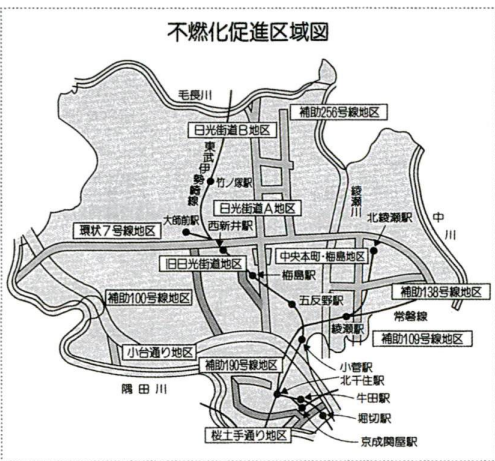 不燃化促進区域図
毛長川
補助256号線地区
日光街道B地区
東武伊勢崎線
竹ノ塚駅
綾瀬川
中川
日光街道A地区
大師前駅
西新井駅
北綾瀬駅
環状7号線地区
中央本町・梅島地区
旧日光街道地区
梅島駅
補助138号線地区
補助100号線地区
五反野駅
常磐線
綾瀬駅
補助109号線地区
小台通り地区
補助190号線地区
小菅駅
北千住駅
隅田川
牛田駅
堀切駅
桜土手通り地区
京成関屋駅